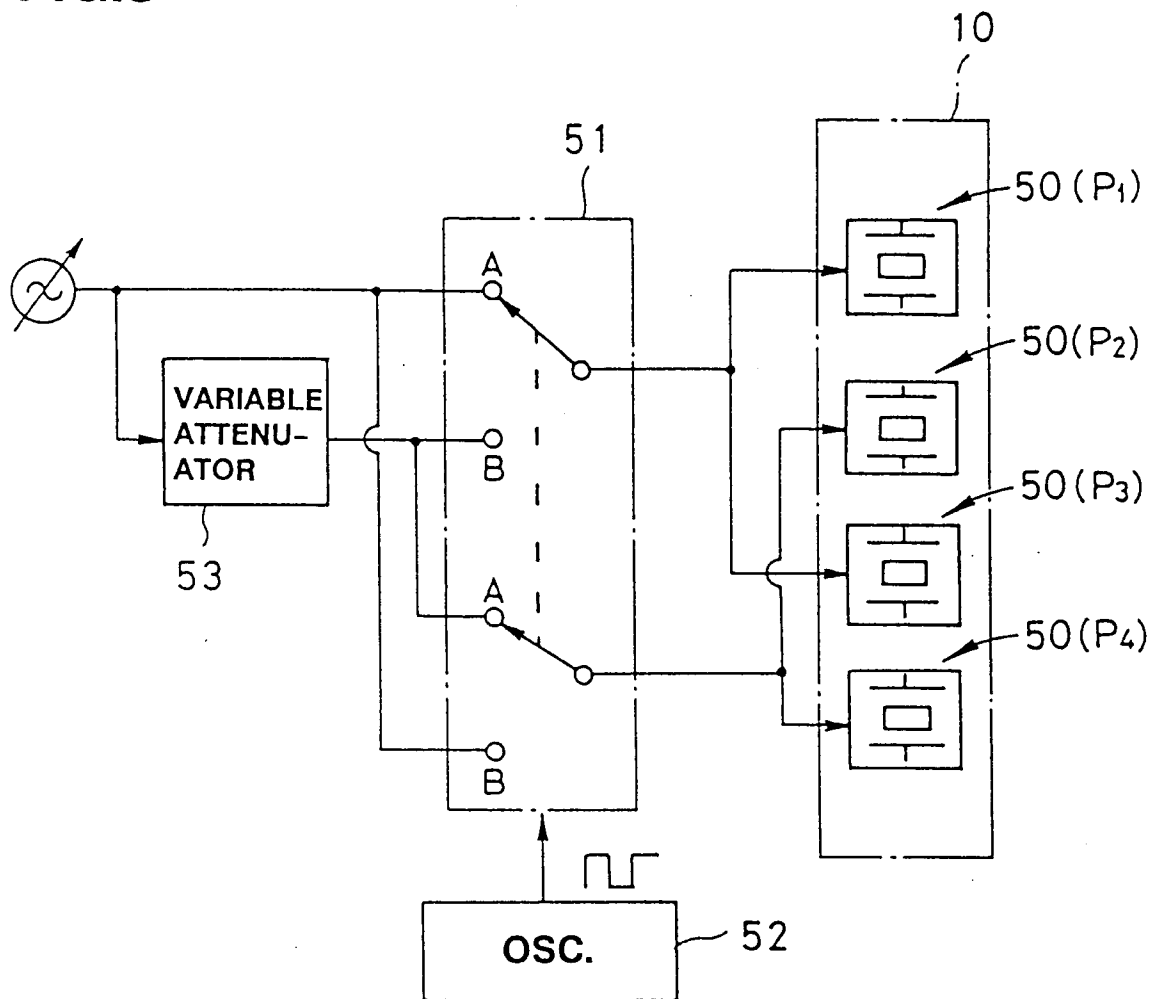 10
51
50(P1)
A
50(P2)
VARIABLE
ATTENU-
ATOR
B
50(P3)
53
A
50(P4)
B
OSC.
52